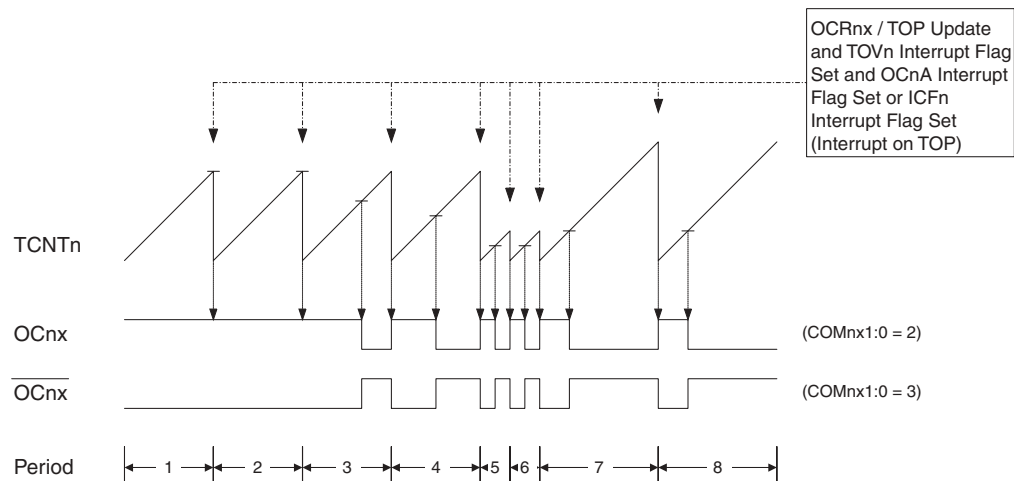 OCRnx / TOP Update
and TOVn Interrupt Flag
Set and OCnA Interrupt
Flag Set or ICFn
Interrupt Flag Set
(Interrupt on TOP)
TCNTn
OCnx
(COMnx1:0 = 2)
OCnx
(COMnx1:0 = 3)
Period
1 2 3 4 5 6 7 8